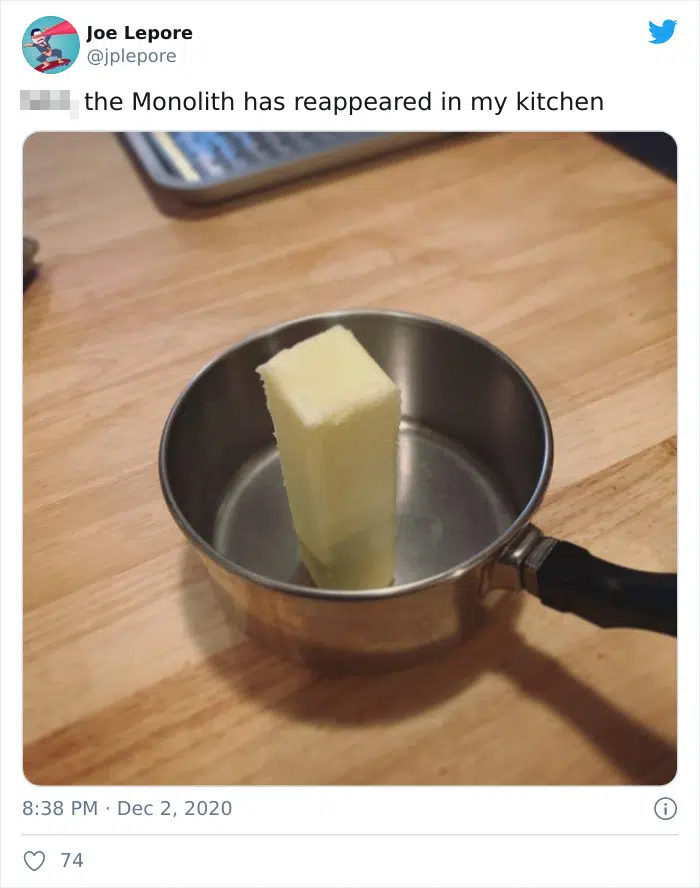 Joe Lepore
@jplepore
the Monolith has reappeared in my kitchen
8:38 PM · Dec 2, 2020
74